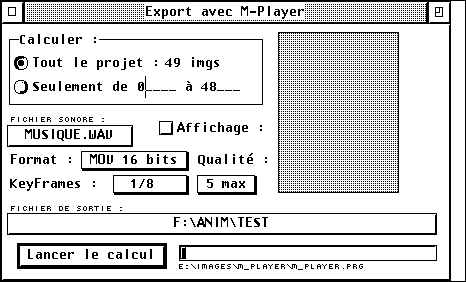 Export avec M-Player
Calculer :
Tout le projet : 49 imgs
Seulement de 0____ à 48___
FICHIER SONORE :
MUSIQUE.WAV
Affichage :
Format : MOV 16 bits Qualité :
KeyFrames : 1/8 5 max
FICHIER DE SORTIE :
F:\ANIM\TEST
Lancer le calcul
E:\IMAGES\M_PLAYER\M_PLAYER.PRG